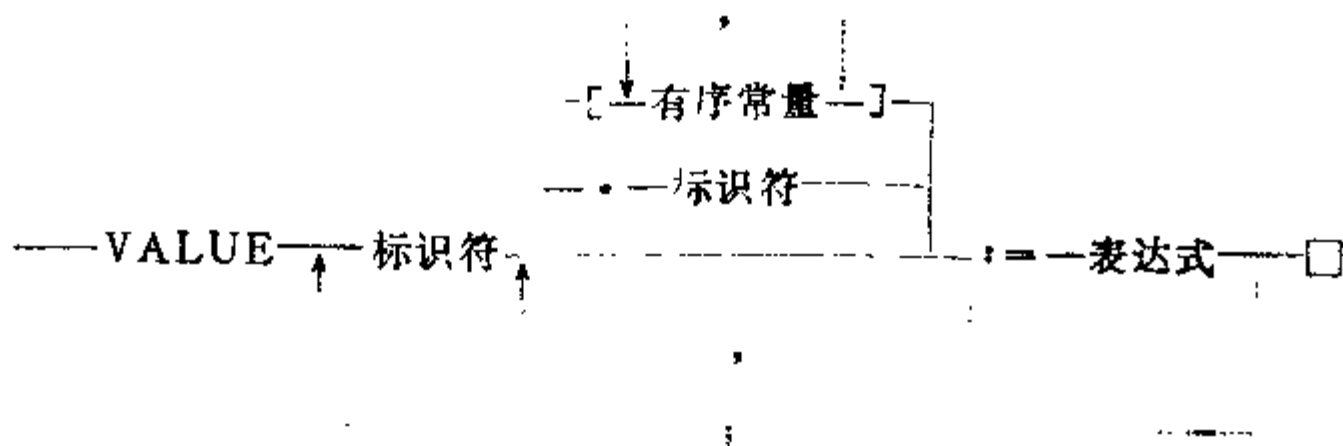 ,
[ 有序常量 ]
· 标识符
VALUE 标识符 := 表达式
,
;